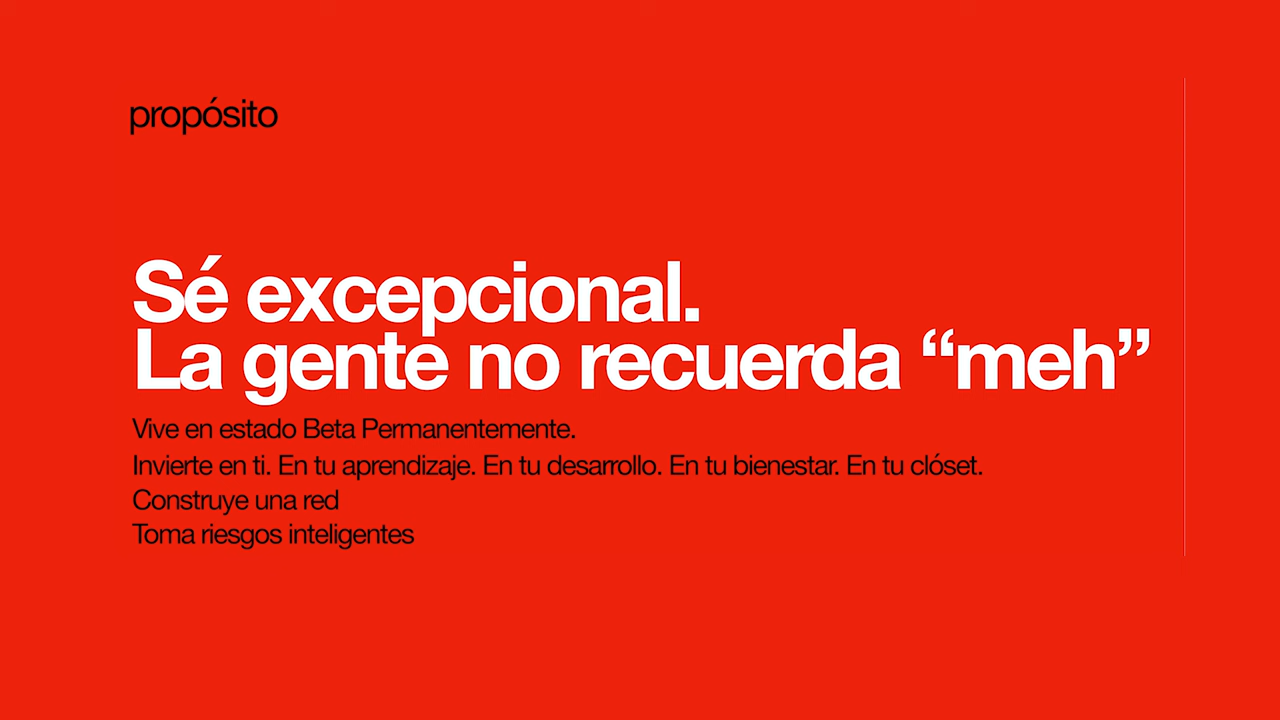 propósito
Sé excepcional.
La gente no recuerda “meh”
Vive en estado Beta Permanentemente.
Invierte en ti. En tu aprendizaje. En tu desarrollo. En tu bienestar. En tu clóset.
Construye una red
Toma riesgos inteligentes